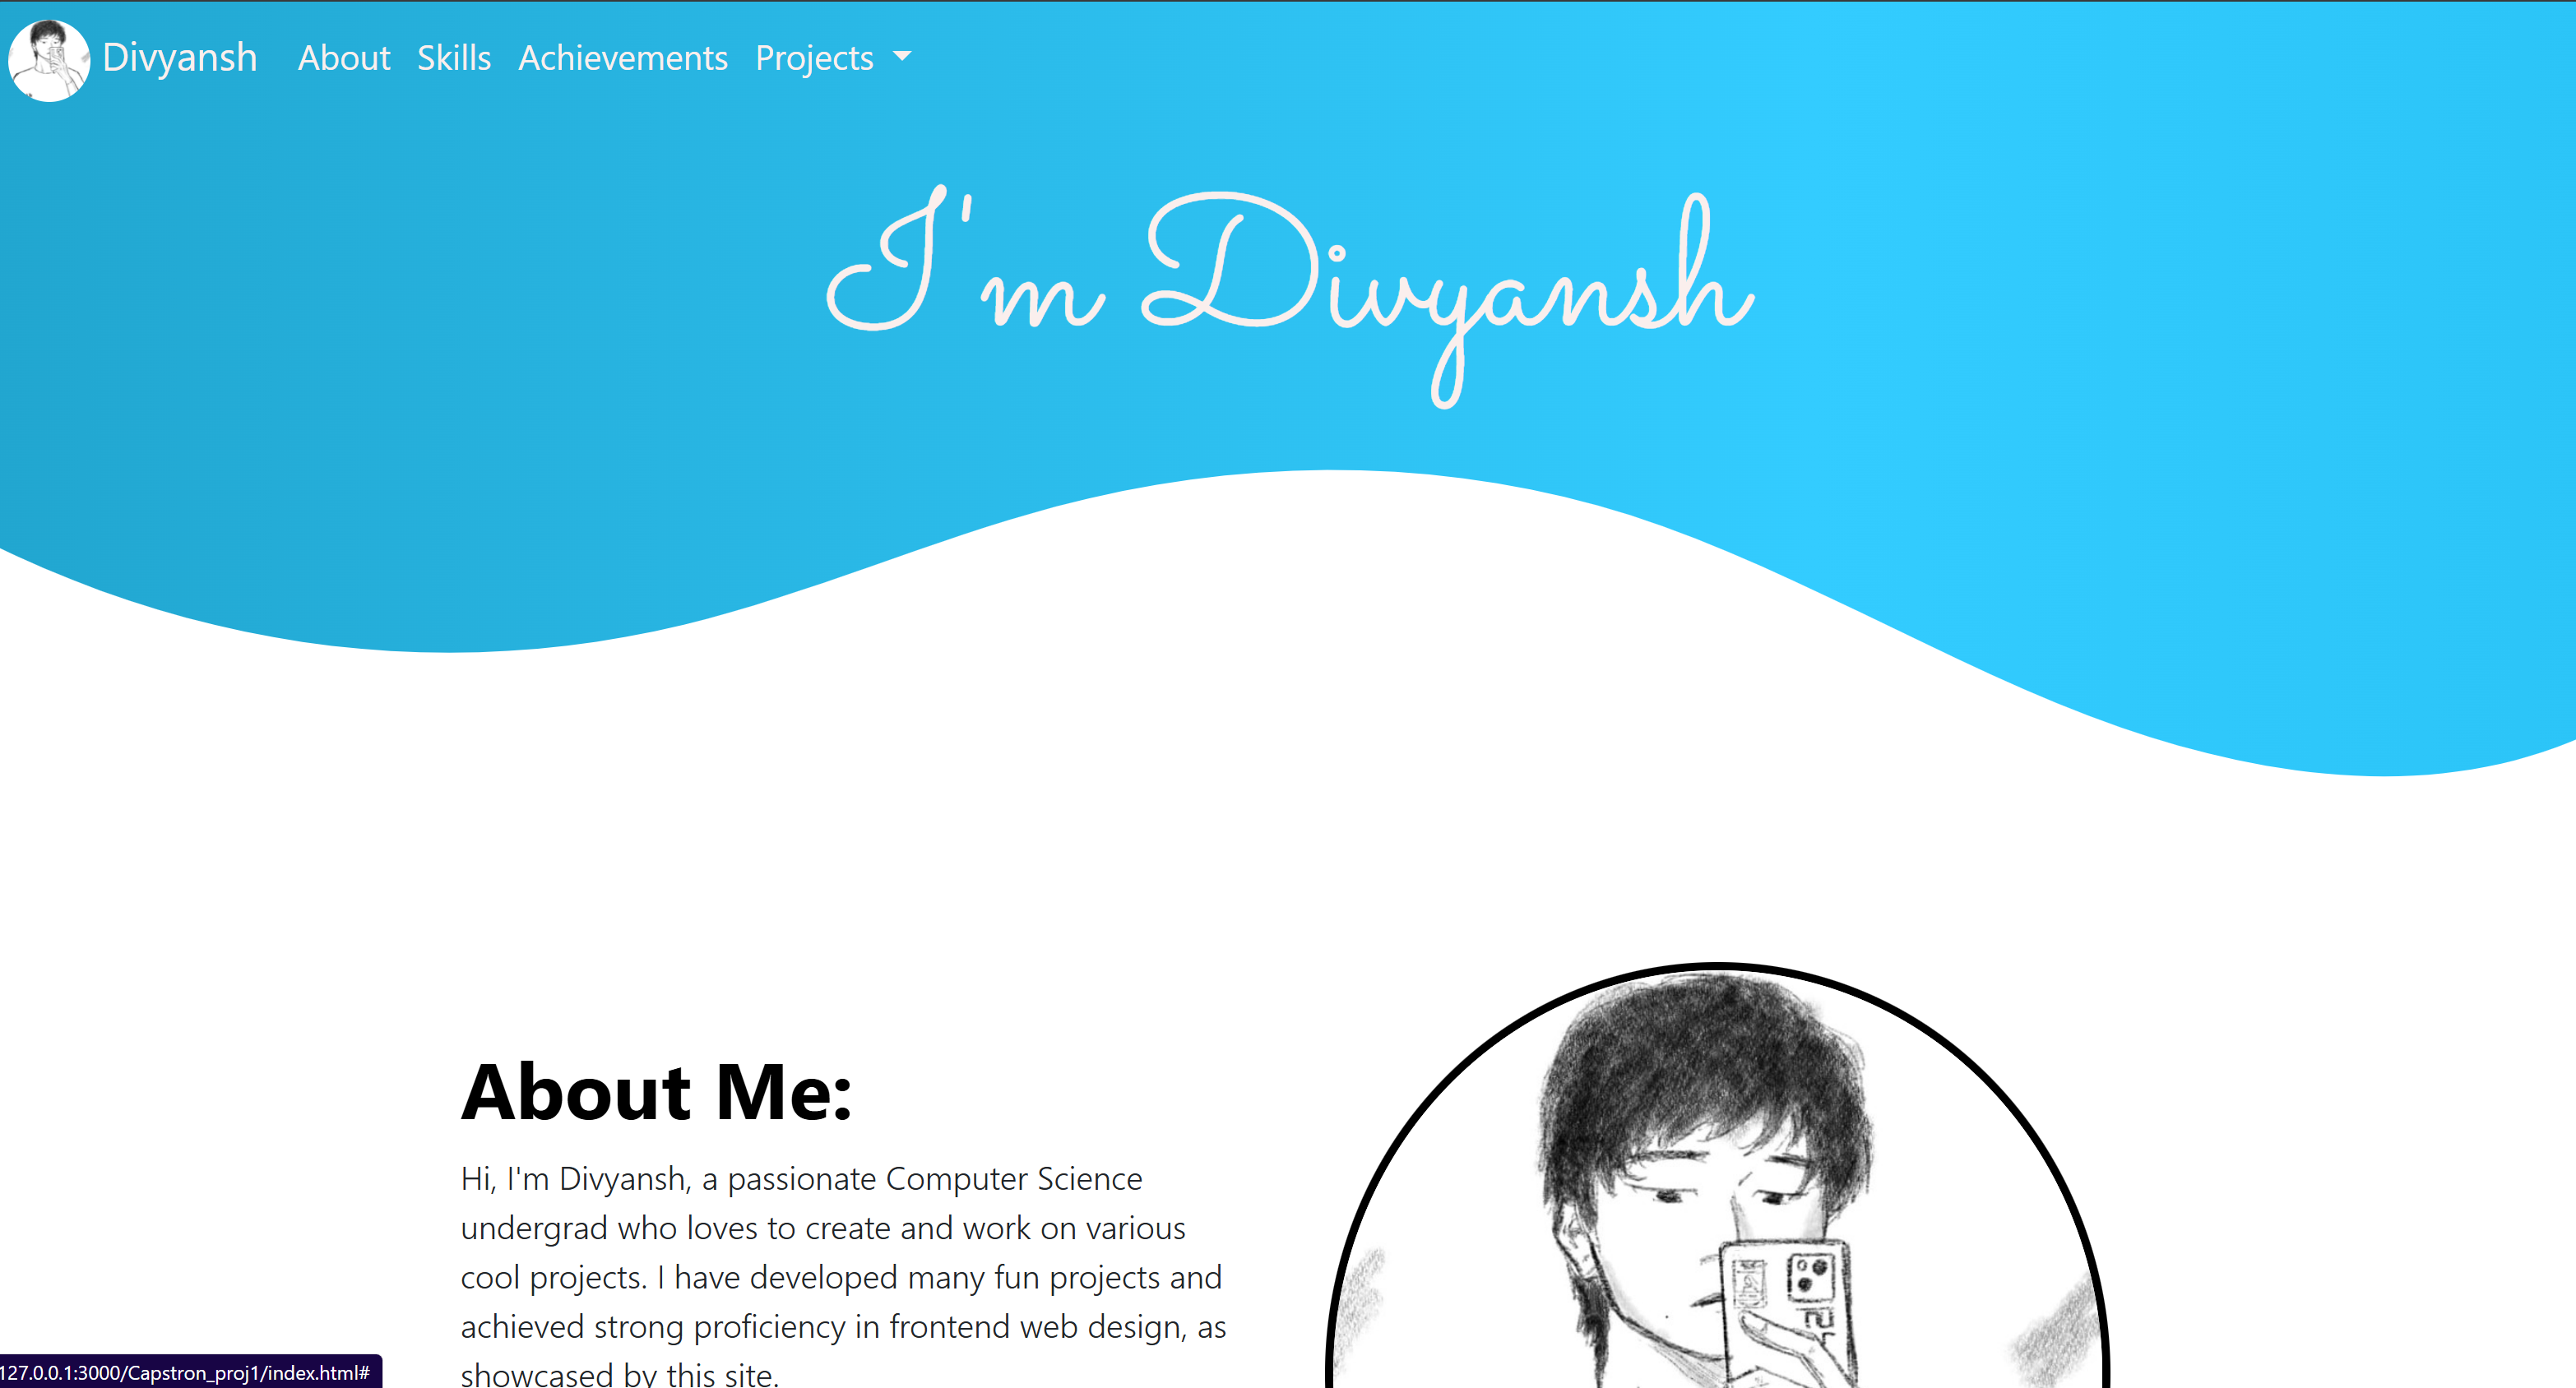 Divyansh About Skills Achievements Projects
I'm Divyansh
About Me:
Hi, I'm Divyansh, a passionate Computer Science
undergrad who loves to create and work on various
cool projects. I have developed many fun projects and
achieved strong proficiency in frontend web design, as
showcased by this site.
127.0.0.1:3000/Capstron_proj1/index.html#